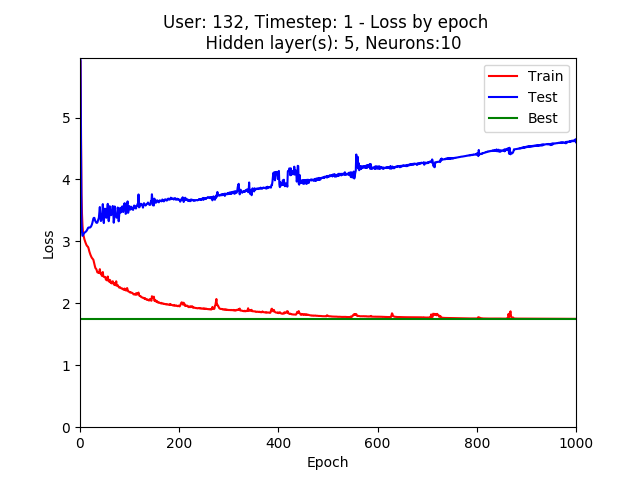 User: 132, Timestep: 1 - Loss by epoch
Hidden layer(s): 5, Neurons:10
Train
Test
Best
5
4
3
2
1
0
Loss
0 200 400 600 800 1000
Epoch